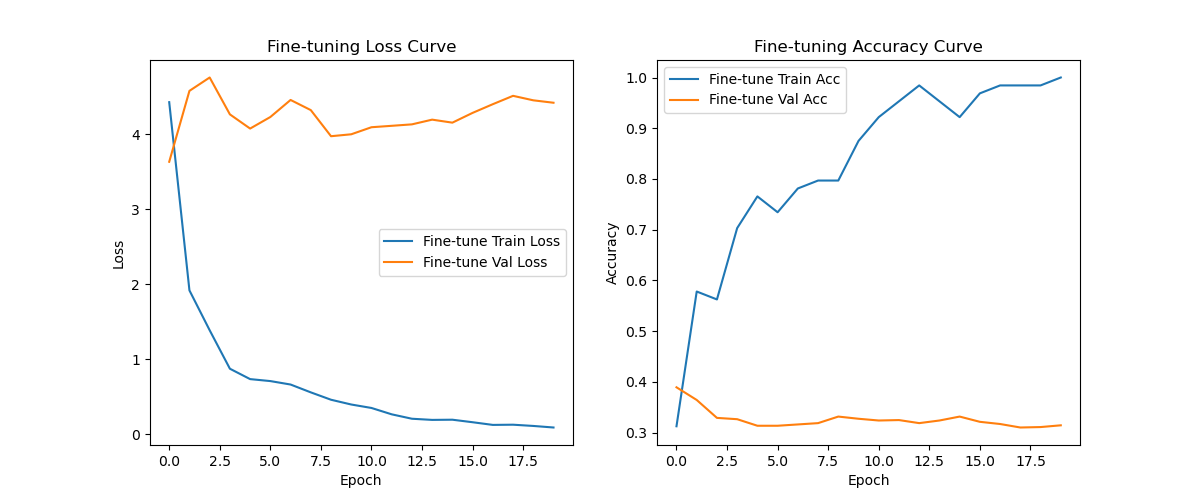 Fine-tuning Loss Curve
4
3
2
1
0
Loss
Fine-tune Train Loss
Fine-tune Val Loss
0.0 2.5 5.0 7.5 10.0 12.5 15.0 17.5
Epoch
Fine-tuning Accuracy Curve
1.0
0.9
0.8
0.7
0.6
0.5
0.4
0.3
Accuracy
Fine-tune Train Acc
Fine-tune Val Acc
0.0 2.5 5.0 7.5 10.0 12.5 15.0 17.5
Epoch